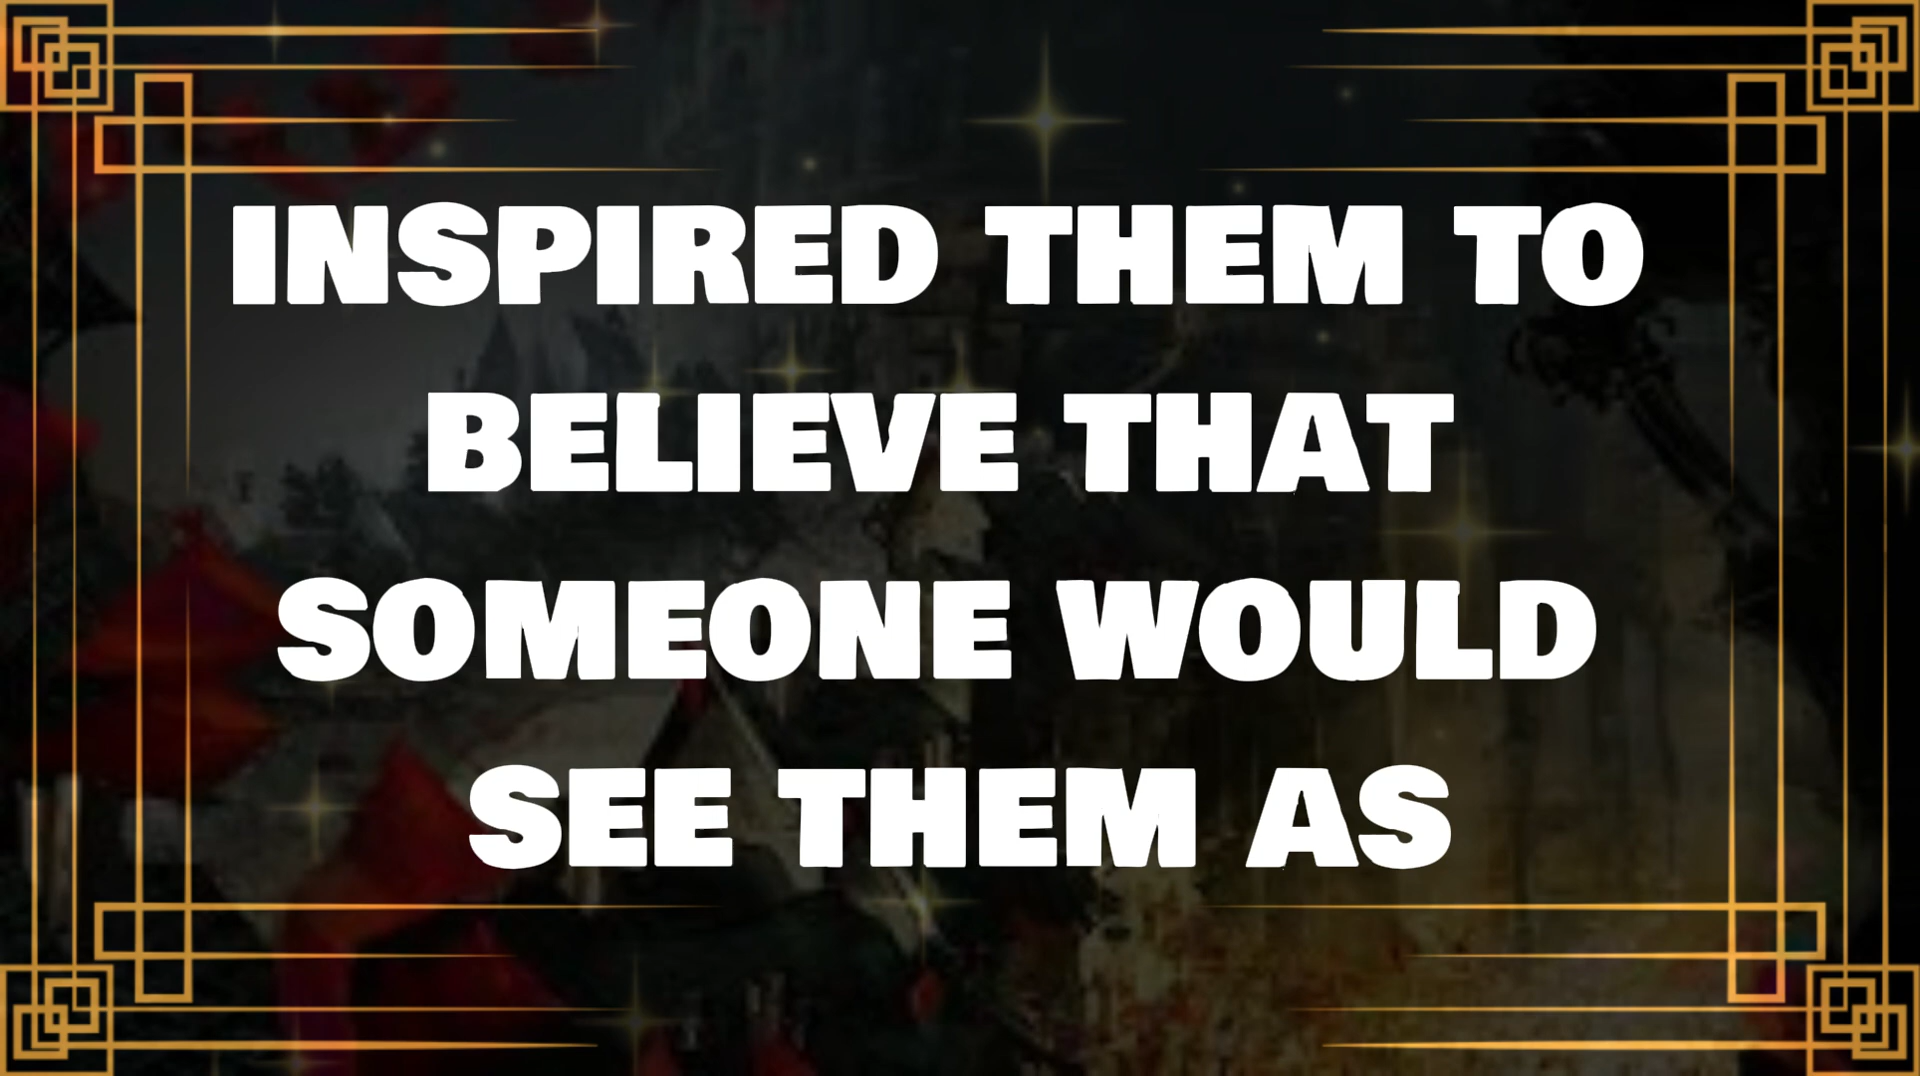 INSPIRED THEM TO
BELIEVE THAT
SOMEONE WOULD
SEE THEM AS